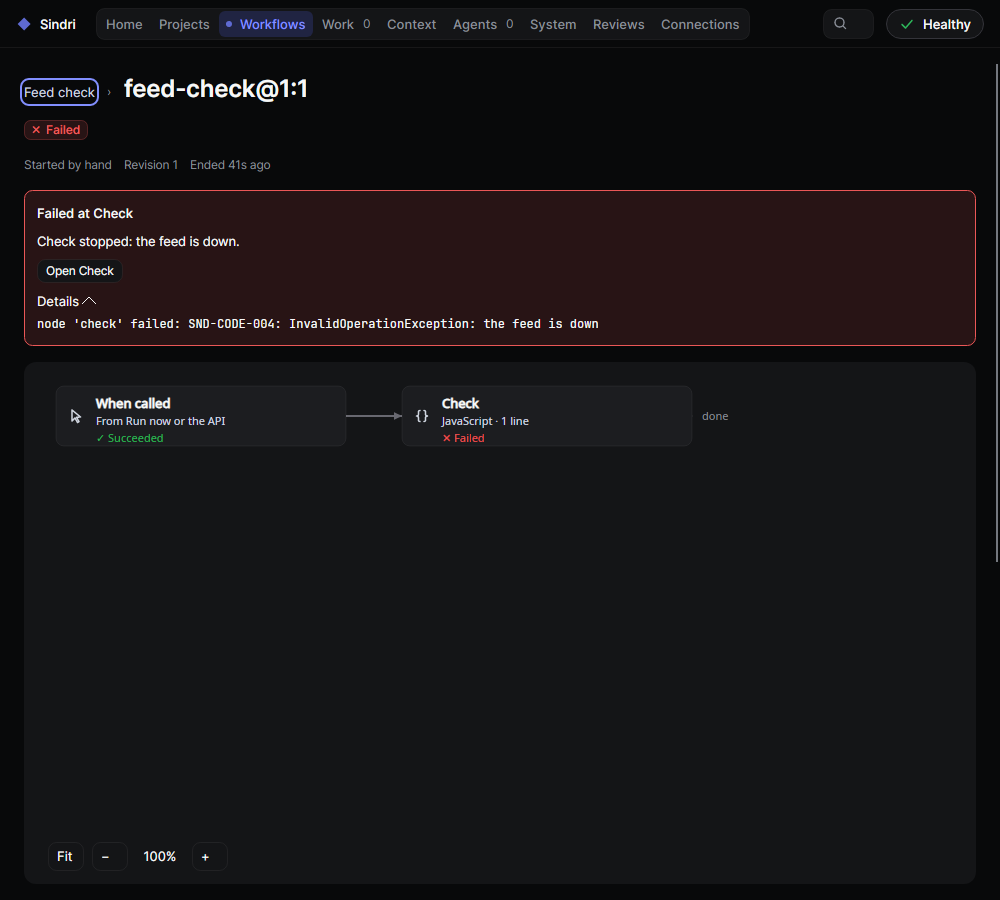 Sindri Home Projects Workflows Work 0 Context Agents 0 System Reviews Connections Healthy
Feed check › feed-check@1:1
✕ Failed
Started by hand Revision 1 Ended 41s ago
Failed at Check
Check stopped: the feed is down.
Open Check
Details
node 'check' failed: SND-CODE-004: InvalidOperationException: the feed is down
When called
From Run now or the API
✓ Succeeded
{} Check
JavaScript · 1 line
✕ Failed
done
Fit − 100% +